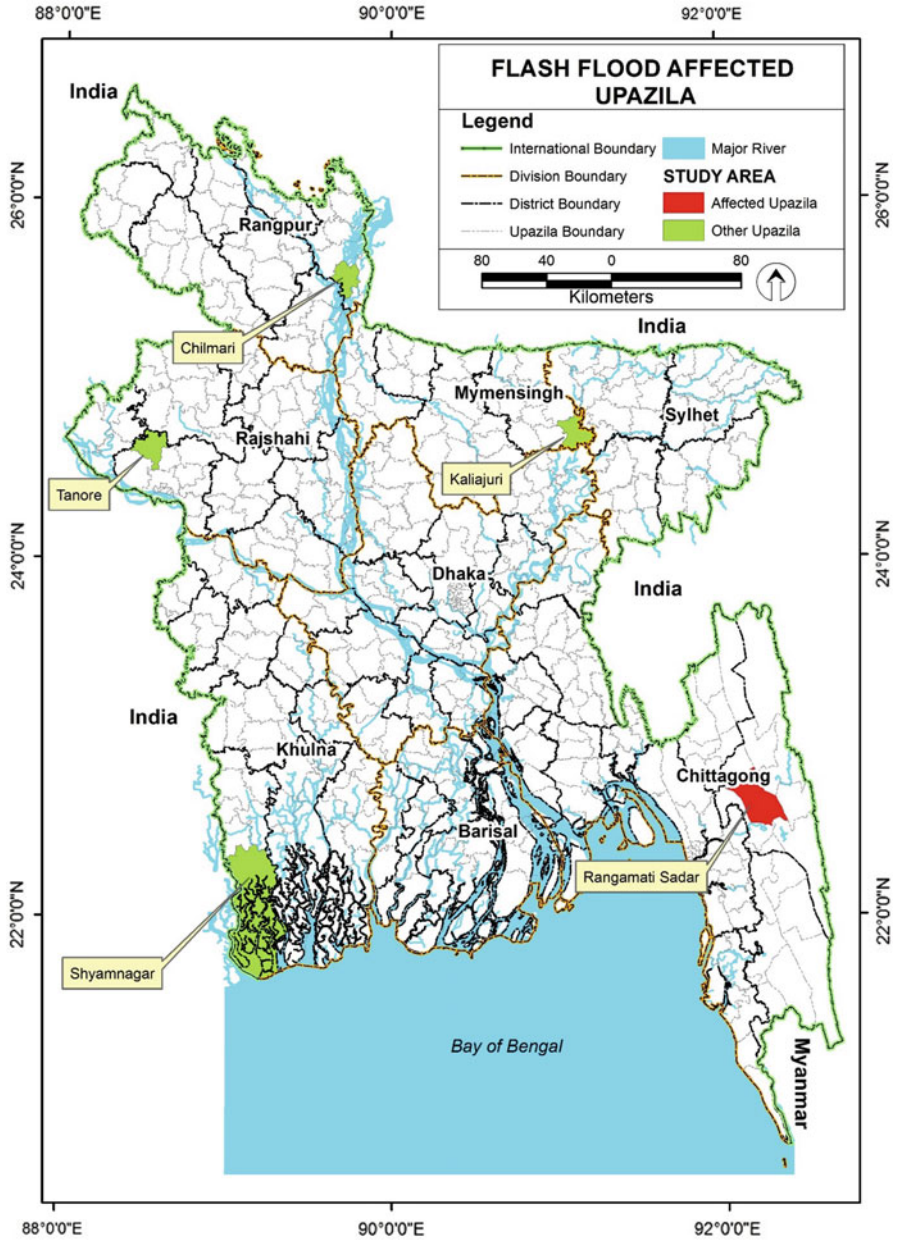 88°0'0"E 90°0'0"E 92°0'0"E
FLASH FLOOD AFFECTED
UPAZILA
Legend
International Boundary
Division Boundary
District Boundary
Upazila Boundary
Major River
STUDY AREA
Affected Upazila
Other Upazila
80 40 0 80
Kilometers
India
26°0'0"N
26°0'0"N
Rangpur
Chilmari
India
Mymensingh
Sylhet
Rajshahi
Kaliajuri
Tanore
24°0'0"N
24°0'0"N
Dhaka
India
India
Khulna
Chittagong
Barisal
Rangamati Sadar
22°0'0"N
22°0'0"N
Shyamnagar
Bay of Bengal
Myanmar
88°0'0"E 90°0'0"E 92°0'0"E